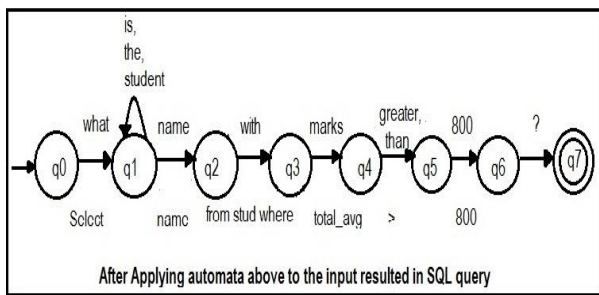 is,
the,
student
what name with marks greater, than 800 ?
q0 q1 q2 q3 q4 q5 q6 q7
Sclcct namc from stud where total_avg > 800
After Applying automata above to the input resulted in SQL query